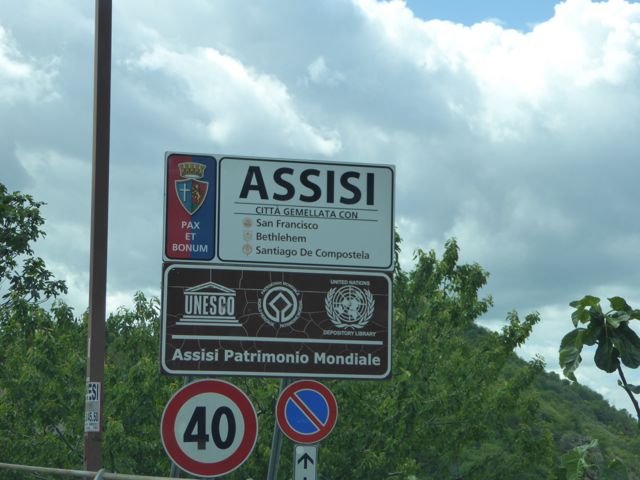 ASSISI
CITTÀ GEMELLATA CON
San Francisco
Bethlehem
Santiago De Compostela
PAX
ET
BONUM
UNESCO
UNITED NATIONS
DEPOSITORY LIBRARY
Assisi Patrimonio Mondiale
40